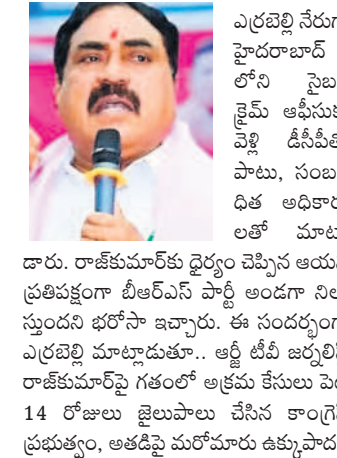 ఎర్రబెల్లి నేరుగా
హైదరాబాద్
లోని సైబర్
క్రైమ్ ఆఫీసుకు
వెళ్లి డీసీపీతో
పాటు, సంబ
ధిత అధికార
లతో మాట్లా
డారు. రాజ్‌కుమార్‌కు ధైర్యం చెప్పిన ఆయన
ప్రతిపక్షంగా బీఆర్ఎస్ పార్టీ అండగా నిల
స్తుందని భరోసా ఇచ్చారు. ఈ సందర్భంగా
ఎర్రబెల్లి మాట్లాడుతూ.. ఆర్జీ టీవీ జర్నలిస్ట్
రాజ్‌కుమార్‌పై గతంలో అక్రమ కేసులు పెట్టి
14 రోజులు జైలుపాలు చేసిన కాంగ్రెస్
ప్రభుత్వం, అతడిపై మరోమారు ఉక్కుపాద